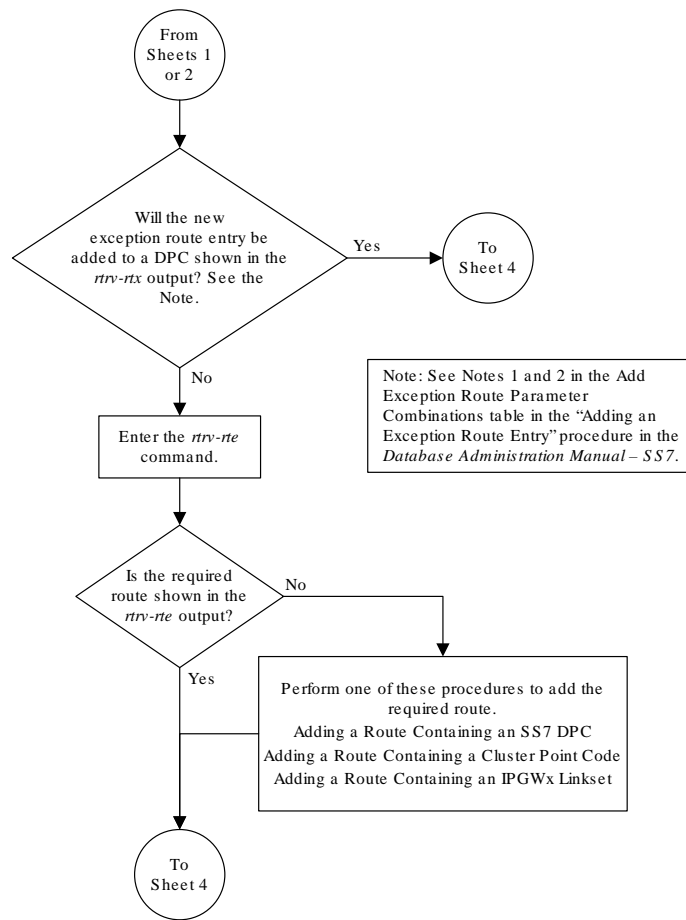 From
Sheets 1
or 2
Will the new
exception route entry be
added to a DPC shown in the
rtrv-rtx output? See the
Note.
Yes
To
Sheet 4
No
Note: See Notes 1 and 2 in the Add
Exception Route Parameter
Combinations table in the “Adding an
Exception Route Entry” procedure in the
Database Administration Manual – SS7.
Enter the rtrv-rte
command.
Is the required
route shown in the
rtrv-rte output?
No
Yes
Perform one of these procedures to add the
required route.
Adding a Route Containing an SS7 DPC
Adding a Route Containing a Cluster Point Code
Adding a Route Containing an IPGWx Linkset
To
Sheet 4